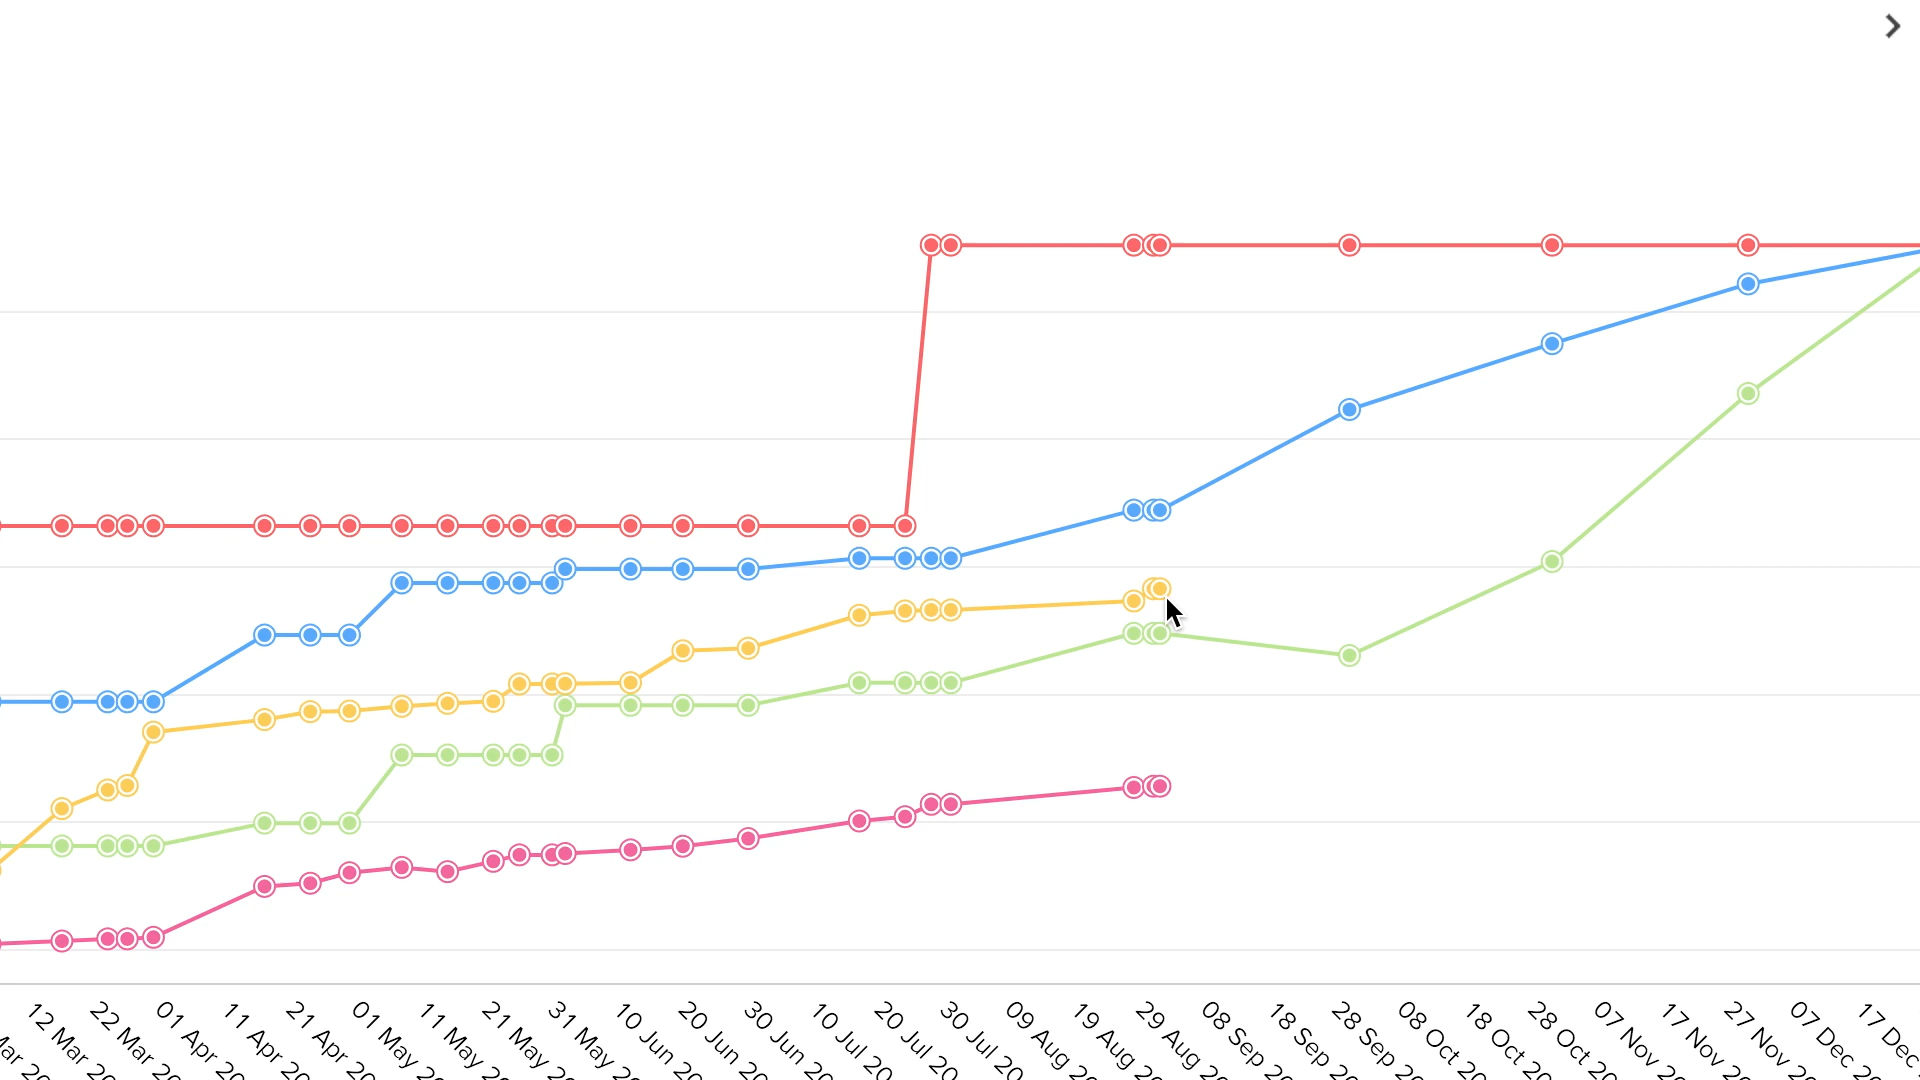 Mar 20
12 Mar 20
22 Mar 20
01 Apr 20
11 Apr 20
21 Apr 20
01 May 20
11 May 20
21 May 20
31 May 20
10 Jun 20
20 Jun 20
30 Jun 20
10 Jul 20
20 Jul 20
30 Jul 20
09 Aug 20
19 Aug 20
29 Aug 20
08 Sep 20
18 Sep 20
28 Sep 20
08 Oct 20
18 Oct 20
28 Oct 20
07 Nov 20
17 Nov 20
27 Nov 20
07 Dec 20
17 Dec